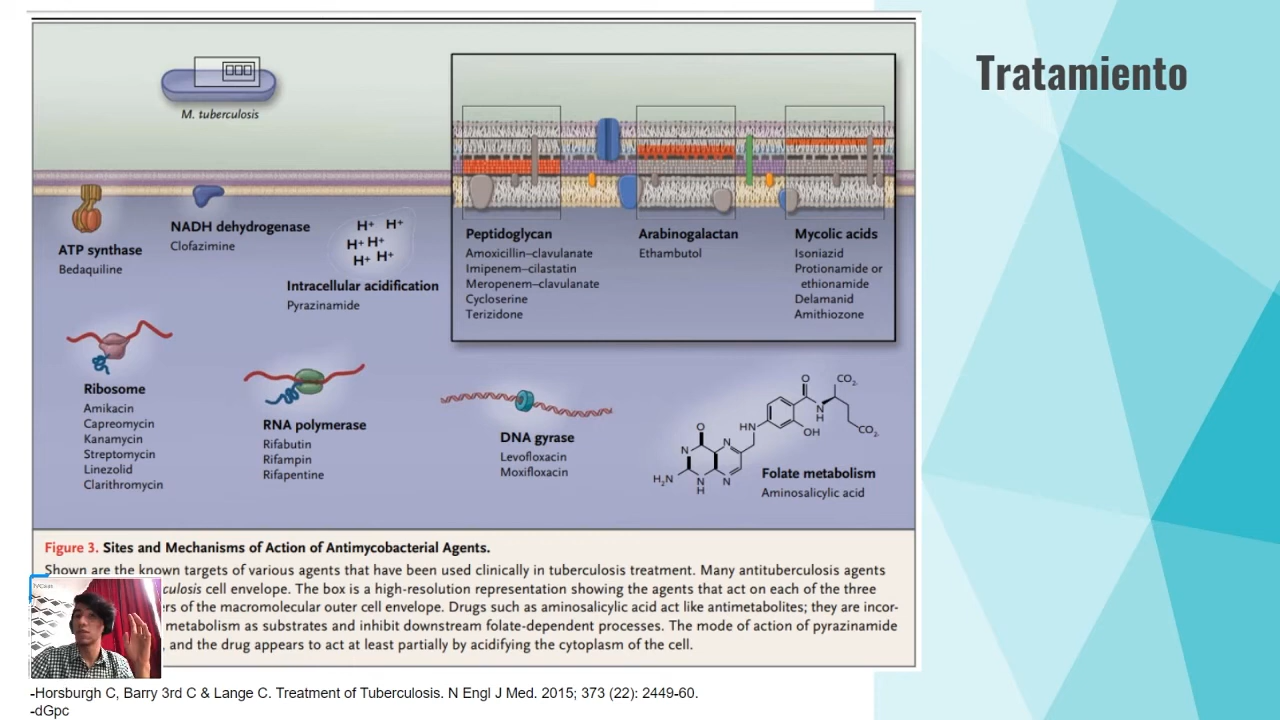 Tratamiento
M. tuberculosis
ATP synthase
Bedaquiline
NADH dehydrogenase
Clofazimine
H+ H+
H+ H+
H+ H+
Intracellular acidification
Pyrazinamide
Peptidoglycan
Amoxicillin–clavulanate
Imipenem–cilastatin
Meropenem–clavulanate
Cycloserine
Terizidone
Arabinogalactan
Ethambutol
Mycolic acids
Isoniazid
Protionamide or
ethionamide
Delamanid
Amithiozone
Ribosome
Amikacin
Capreomycin
Kanamycin
Streptomycin
Linezolid
Clarithromycin
RNA polymerase
Rifabutin
Rifampin
Rifapentine
DNA gyrase
Levofloxacin
Moxifloxacin
O CO₂
N
H
O HN OH CO₂
N N
H₂N N N
H
Folate metabolism
Aminosalicylic acid
Figure 3. Sites and Mechanisms of Action of Antimycobacterial Agents.
Shown are the known targets of various agents that have been used clinically in tuberculosis treatment. Many antituberculosis agents
culosis cell envelope. The box is a high-resolution representation showing the agents that act on each of the three
rs of the macromolecular outer cell envelope. Drugs such as aminosalicylic acid act like antimetabolites; they are incor-
metabolism as substrates and inhibit downstream folate-dependent processes. The mode of action of pyrazinamide
, and the drug appears to act at least partially by acidifying the cytoplasm of the cell.
-Horsburgh C, Barry 3rd C & Lange C. Treatment of Tuberculosis. N Engl J Med. 2015; 373 (22): 2449-60.
-dGpc